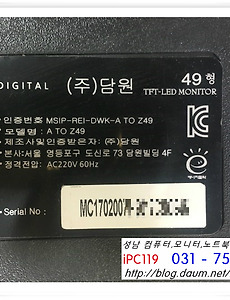 DIGITAL (주)담원 49 형
TFT-LED MONITOR
인증번호 MSIP-REI-DWK-A TO Z49
모델명 : A TO Z49
제조사및인증받은자:(주)담원
본사:서울 영등포구 도신로 73 담원빌딩 4F
정격전압: AC220V 60Hz
Serial No :
MC170200
성남 컴퓨터,모니터,노트북
iPC119 031 - 75
http://blog.daum.net/